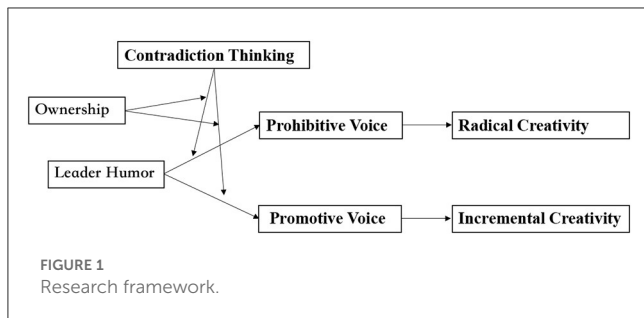 Contradiction Thinking
Ownership
Prohibitive Voice
Radical Creativity
Leader Humor
Promotive Voice
Incremental Creativity
FIGURE 1
Research framework.